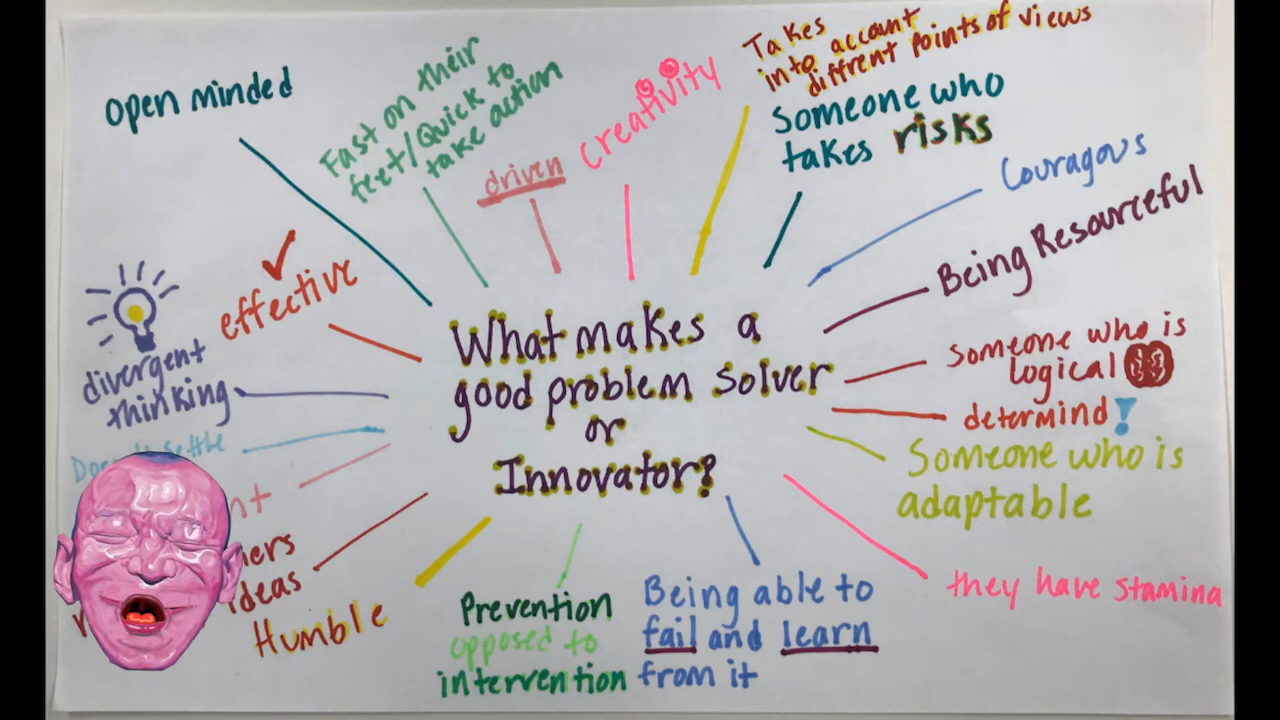 open minded
Fast on their
feet/Quick to
take action
driven
creativity
Takes
into account
diffrent points of views
Someone who
takes risks
Couragous
Being Resourceful
Someone who is
logical
determind!
Someone who is
adaptable
they have stamina
Being able to
fail and learn
from it
Prevention
opposed to
intervention
Humble
ideas
divergent
thinking
effective
What makes a
good problem solver
or
Innovator?